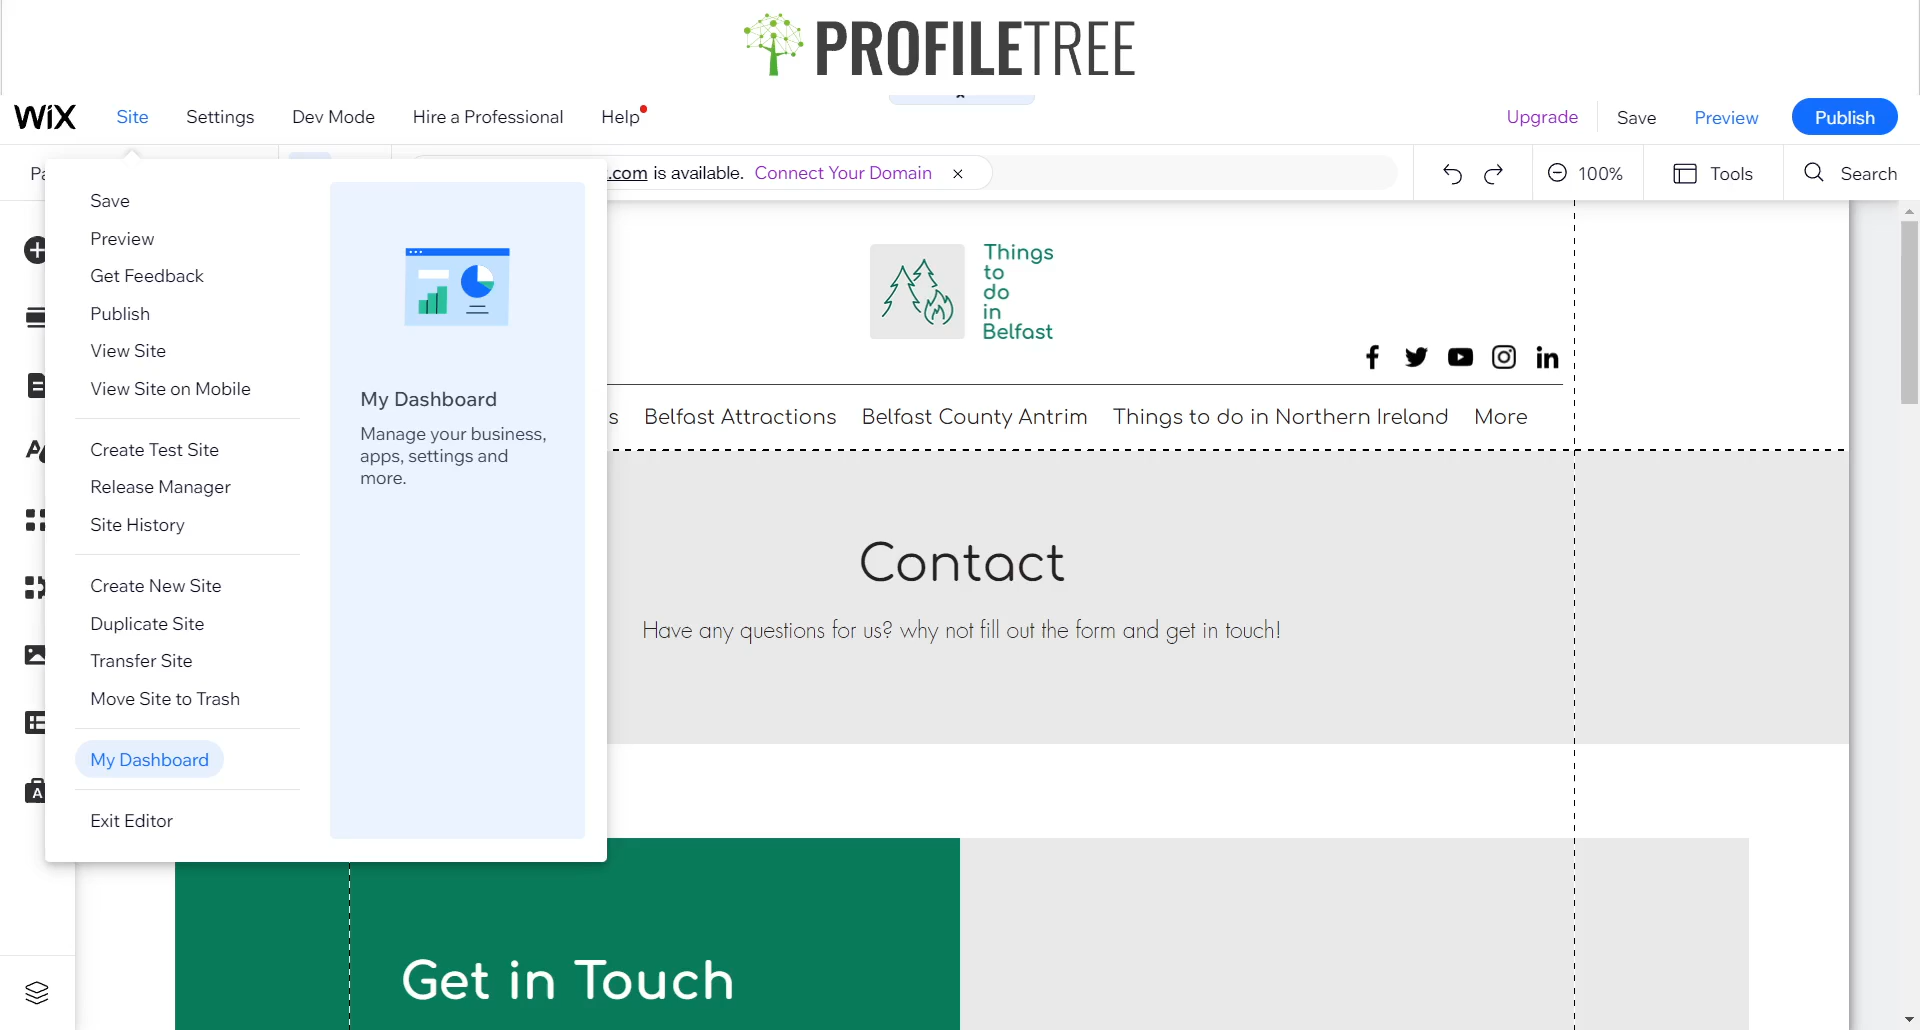 PROFILETREE
WiX Site Settings Dev Mode Hire a Professional Help Upgrade Save Preview Publish
.com is available. Connect Your Domain × 100% Tools Search
Save
Preview
Get Feedback
Publish
View Site
View Site on Mobile
Create Test Site
Release Manager
Site History
Create New Site
Duplicate Site
Transfer Site
Move Site to Trash
My Dashboard
Exit Editor
My Dashboard
Manage your business,
apps, settings and
more.
Things
to
do
in
Belfast
Belfast Attractions Belfast County Antrim Things to do in Northern Ireland More
Contact
Have any questions for us? why not fill out the form and get in touch!
Get in Touch